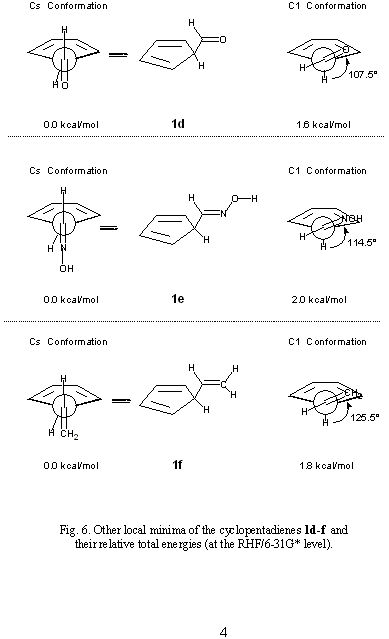 Cs Conformation
C1 Conformation
H
H
O
H
O
H
O
H
H
107.5°
0.0 kcal/mol
1d
1.6 kcal/mol
Cs Conformation
C1 Conformation
H
H
N
OH
H
O
H
N
H
NOH
H
H
114.5°
0.0 kcal/mol
1e
2.0 kcal/mol
Cs Conformation
C1 Conformation
H
H
CH2
H
H
C
H
H
CH2
H
H
125.5°
0.0 kcal/mol
1f
1.8 kcal/mol
Fig. 6. Other local minima of the cyclopentadienes 1d-f and
their relative total energies (at the RHF/6-31G* level).
4